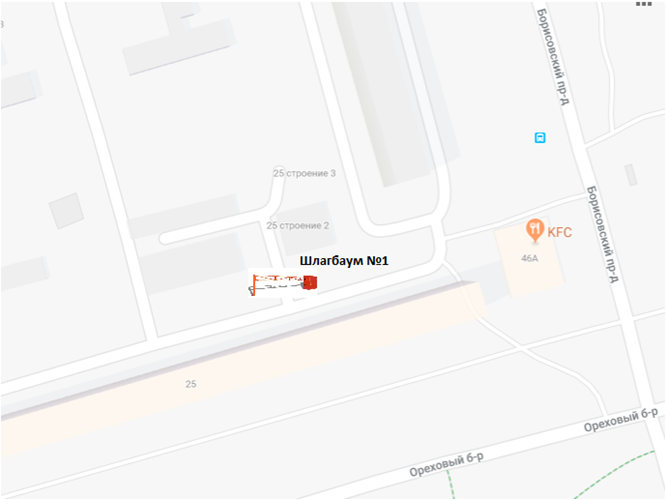 Борисовский пр-д
25 строение 3
Борисовский пр-д
25 строение 2
KFC
46А
Шлагбаум №1
25
Ореховый б-р
Ореховый б-р